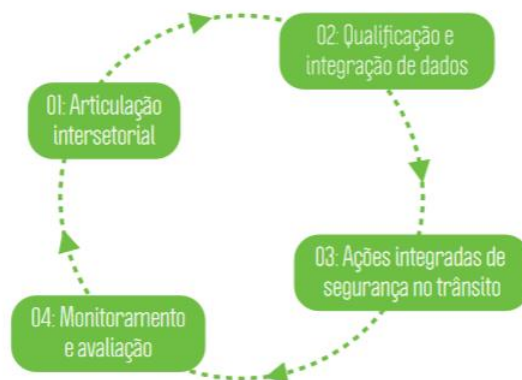 01: Articulação
intersetorial
02: Qualificação e
integração de dados
03: Ações integradas de
segurança no trânsito
04: Monitoramento
e avaliação